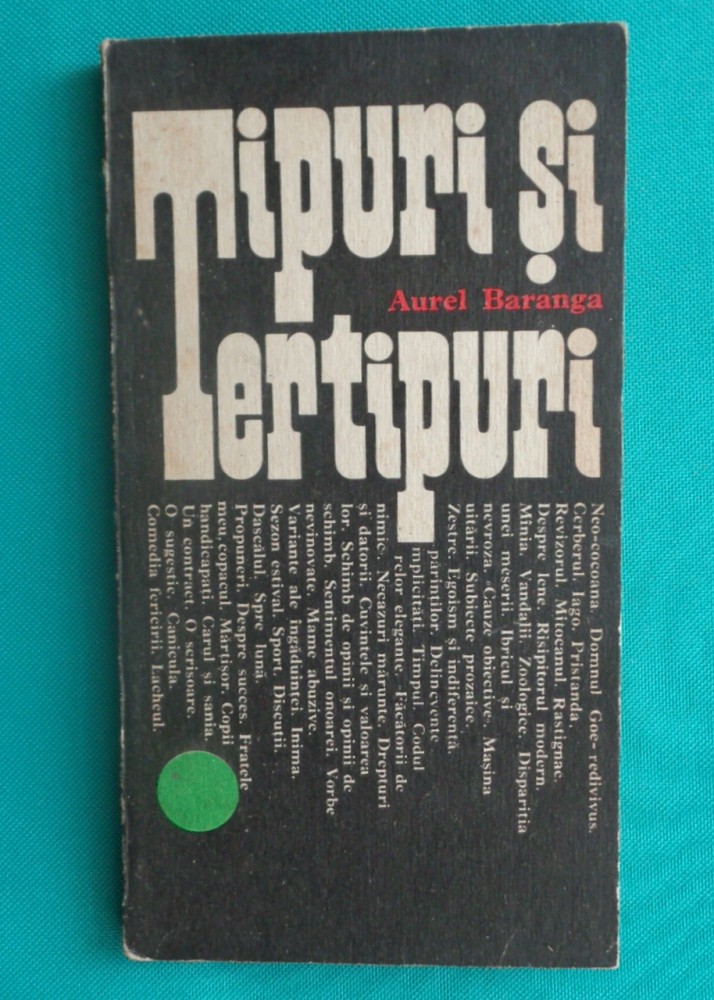 Tipuri și
Aurel Baranga
Tertipuri
Neo-cocoana. Domnul Goe-redivivus.
Cerberul. Iago. Pristanda.
Revizorul. Mitocanul. Rastignac.
Despre lene. Risipitorul modern.
Mînia. Vandalii. Zoologice. Dispariția
unei meserii. Ibricul și
nevroza. Cauze obiective. Mașina
uitării. Subiecte prozaice.
Zestre. Egoism și indiferență.
părinților. Delincvente.
mplicități. Timpul. Codul
relor elegante. Făcătorii de
nimic. Necazuri mărunte. Drepturi
și datorii. Cuvintele și valoarea
lor. Schimb de opinii și opinii de
schimb. Sentimentul onoarei. Vorbe
nevinovate. Mame abuzive.
Variante ale îngăduinței. Inima.
Sezon estival. Sport. Discuții.
Dascălul. Spre lună.
Propuneri. Despre succes. Fratele
meu, copacul. Mărțișor. Copii
handicapați. Carul și sania.
Un contract. O scrisoare.
O sugestie. Canicula.
Comedia fericirii. Lacheul.